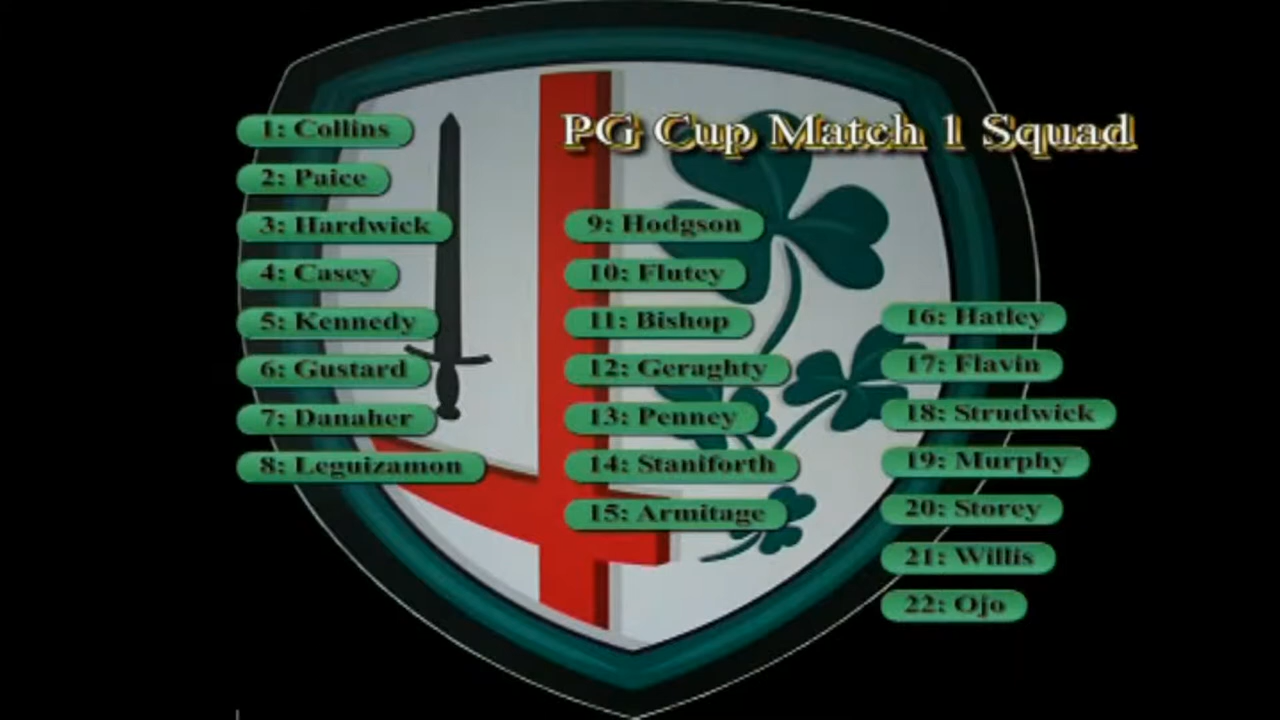 PG Cup Match 1 Squad
1: Collins
2: Paice
3: Hardwick
4: Casey
5: Kennedy
6: Gustard
7: Danaher
8: Leguizamon
9: Hodgson
10: Flutey
11: Bishop
12: Geraghty
13: Penney
14: Staniforth
15: Armitage
16: Hatley
17: Flavin
18: Strudwick
19: Murphy
20: Storey
21: Willis
22: Ojo